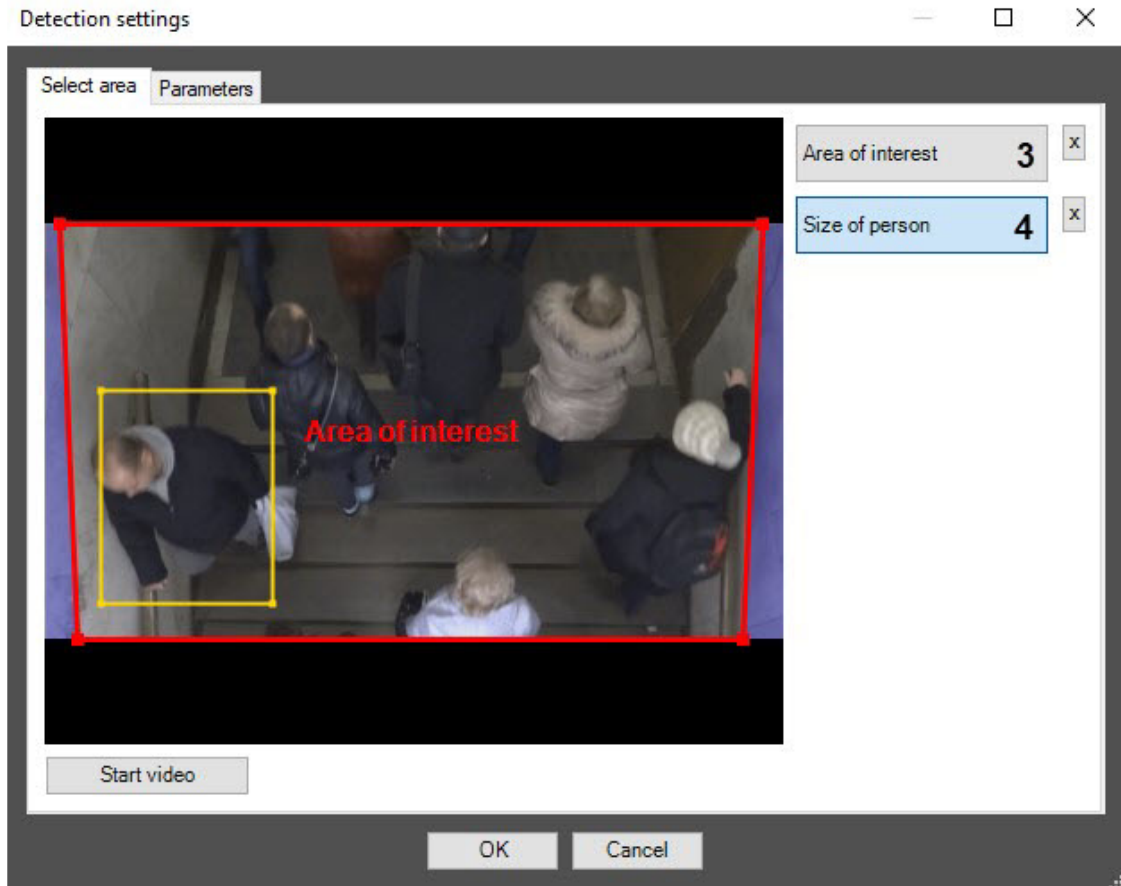 Detection settings
Select area
Parameters
Area of interest 3
x
Size of person 4
x
Area of interest
Start video
OK
Cancel